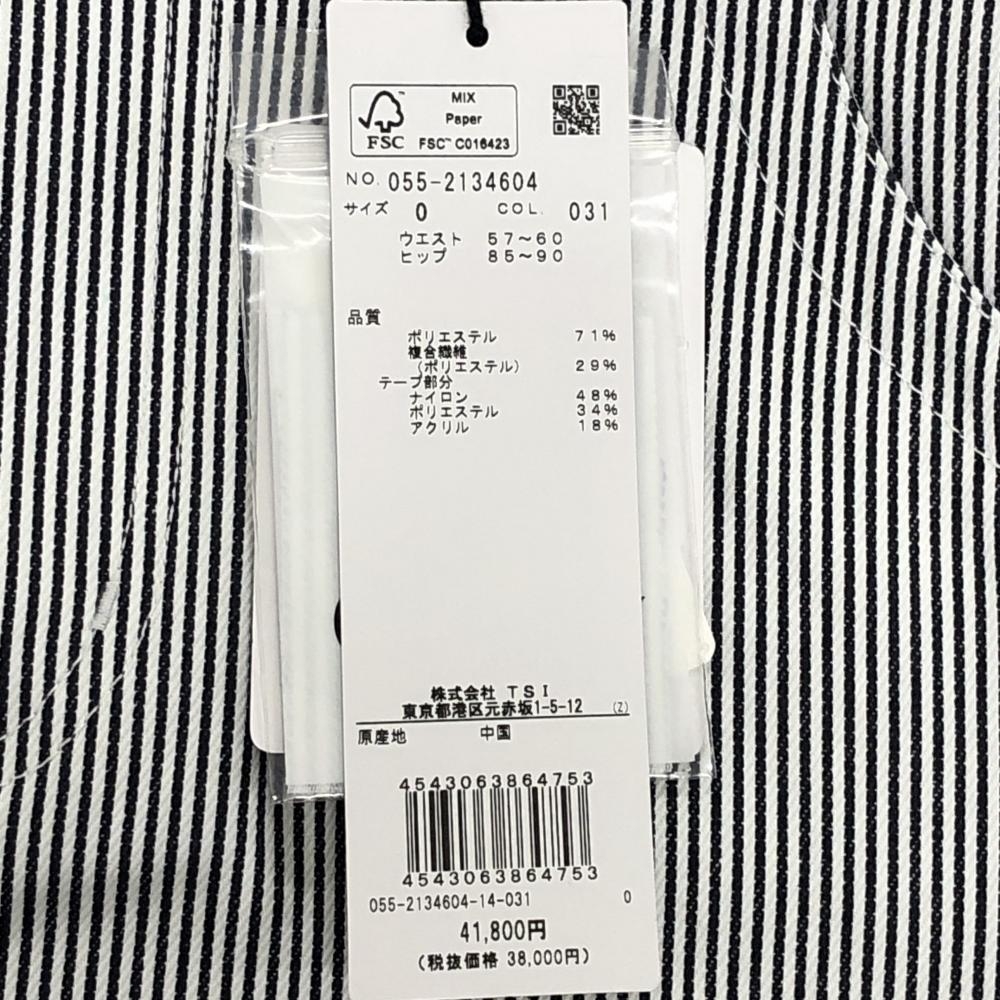 MIX
Paper
FSC™ C016423
FSC
NO. 055-2134604
サイズ 0 COL. 031
ウエスト 57～60
ヒップ 85～90
品質
ポリエステル 71%
複合繊維
(ポリエステル) 29%
テープ部分
ナイロン 48%
ポリエステル 34%
アクリル 18%
株式会社 TSI
東京都港区元赤坂1-5-12 (Z)
原産地 中国
4543063864753
4543063864753
055-2134604-14-031 0
41,800円
(税抜価格 38,000円)